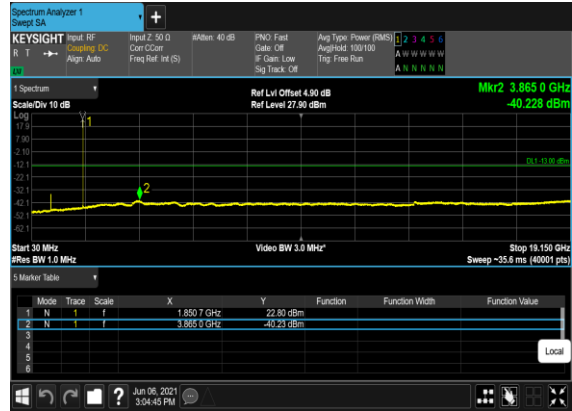 Spectrum Analyzer 1
Swept SA
+
KEYSIGHT Input: RF Input Z: 50 Ω #Atten: 40 dB PNO: Fast Avg Type: Power (RMS) 1 2 3 4 5 6
R T Coupling: DC Corr CCorr Gate: Off Avg|Hold: 100/100 A W W W W W
Align: Auto Freq Ref: Int (S) IF Gain: Low Trig: Free Run
Sig Track: Off A N N N N N
1 Spectrum Ref Lvl Offset 4.90 dB Mkr2 3.865 0 GHz
Scale/Div 10 dB Ref Level 27.90 dBm -40.228 dBm
Log
17.9
7.90
-2.10
-12.1
-22.1
-32.1
-42.1
-52.1
-62.1
1
DL1 -13.00 dBm
2
Start 30 MHz Video BW 3.0 MHz* Stop 19.150 GHz
#Res BW 1.0 MHz Sweep ~35.6 ms (40001 pts)
5 Marker Table
Mode Trace Scale X Y Function Function Width Function Value
1 N 1 f 1.850 7 GHz 22.80 dBm
2 N 1 f 3.865 0 GHz -40.23 dBm
3
4
5
6
Local
? Jun 06, 2021
3:04:45 PM